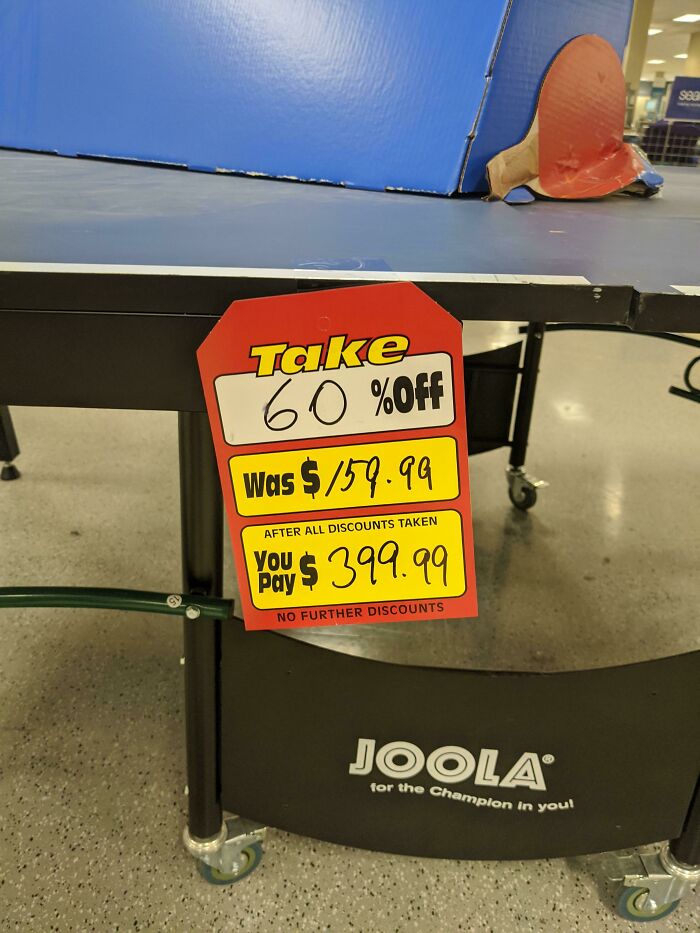 Take
60 %Off
Was $ 159.99
AFTER ALL DISCOUNTS TAKEN
You Pay $ 399.99
NO FURTHER DISCOUNTS
JOOLA®
for the Champion in you!